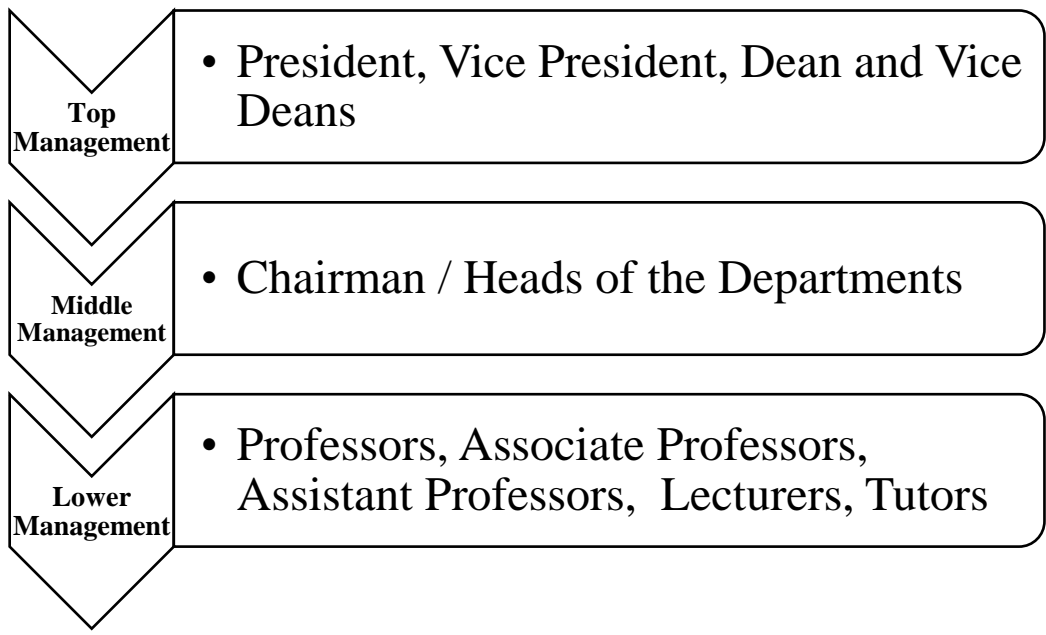 Top
Management
• President, Vice President, Dean and Vice
Deans
Middle
Management
• Chairman / Heads of the Departments
Lower
Management
• Professors, Associate Professors,
Assistant Professors,  Lecturers, Tutors